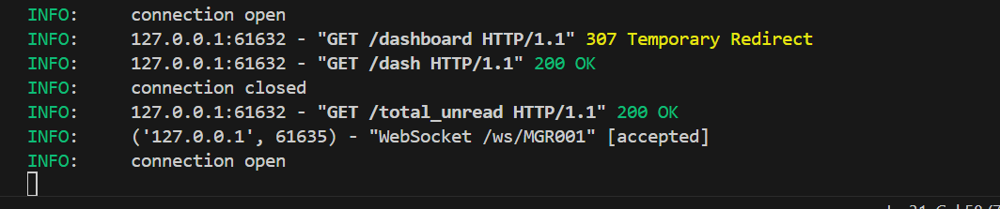 INFO:     connection open
INFO:     127.0.0.1:61632 - "GET /dashboard HTTP/1.1" 307 Temporary Redirect
INFO:     127.0.0.1:61632 - "GET /dash HTTP/1.1" 200 OK
INFO:     connection closed
INFO:     127.0.0.1:61632 - "GET /total_unread HTTP/1.1" 200 OK
INFO:     ('127.0.0.1', 61635) - "WebSocket /ws/MGR001" [accepted]
INFO:     connection open